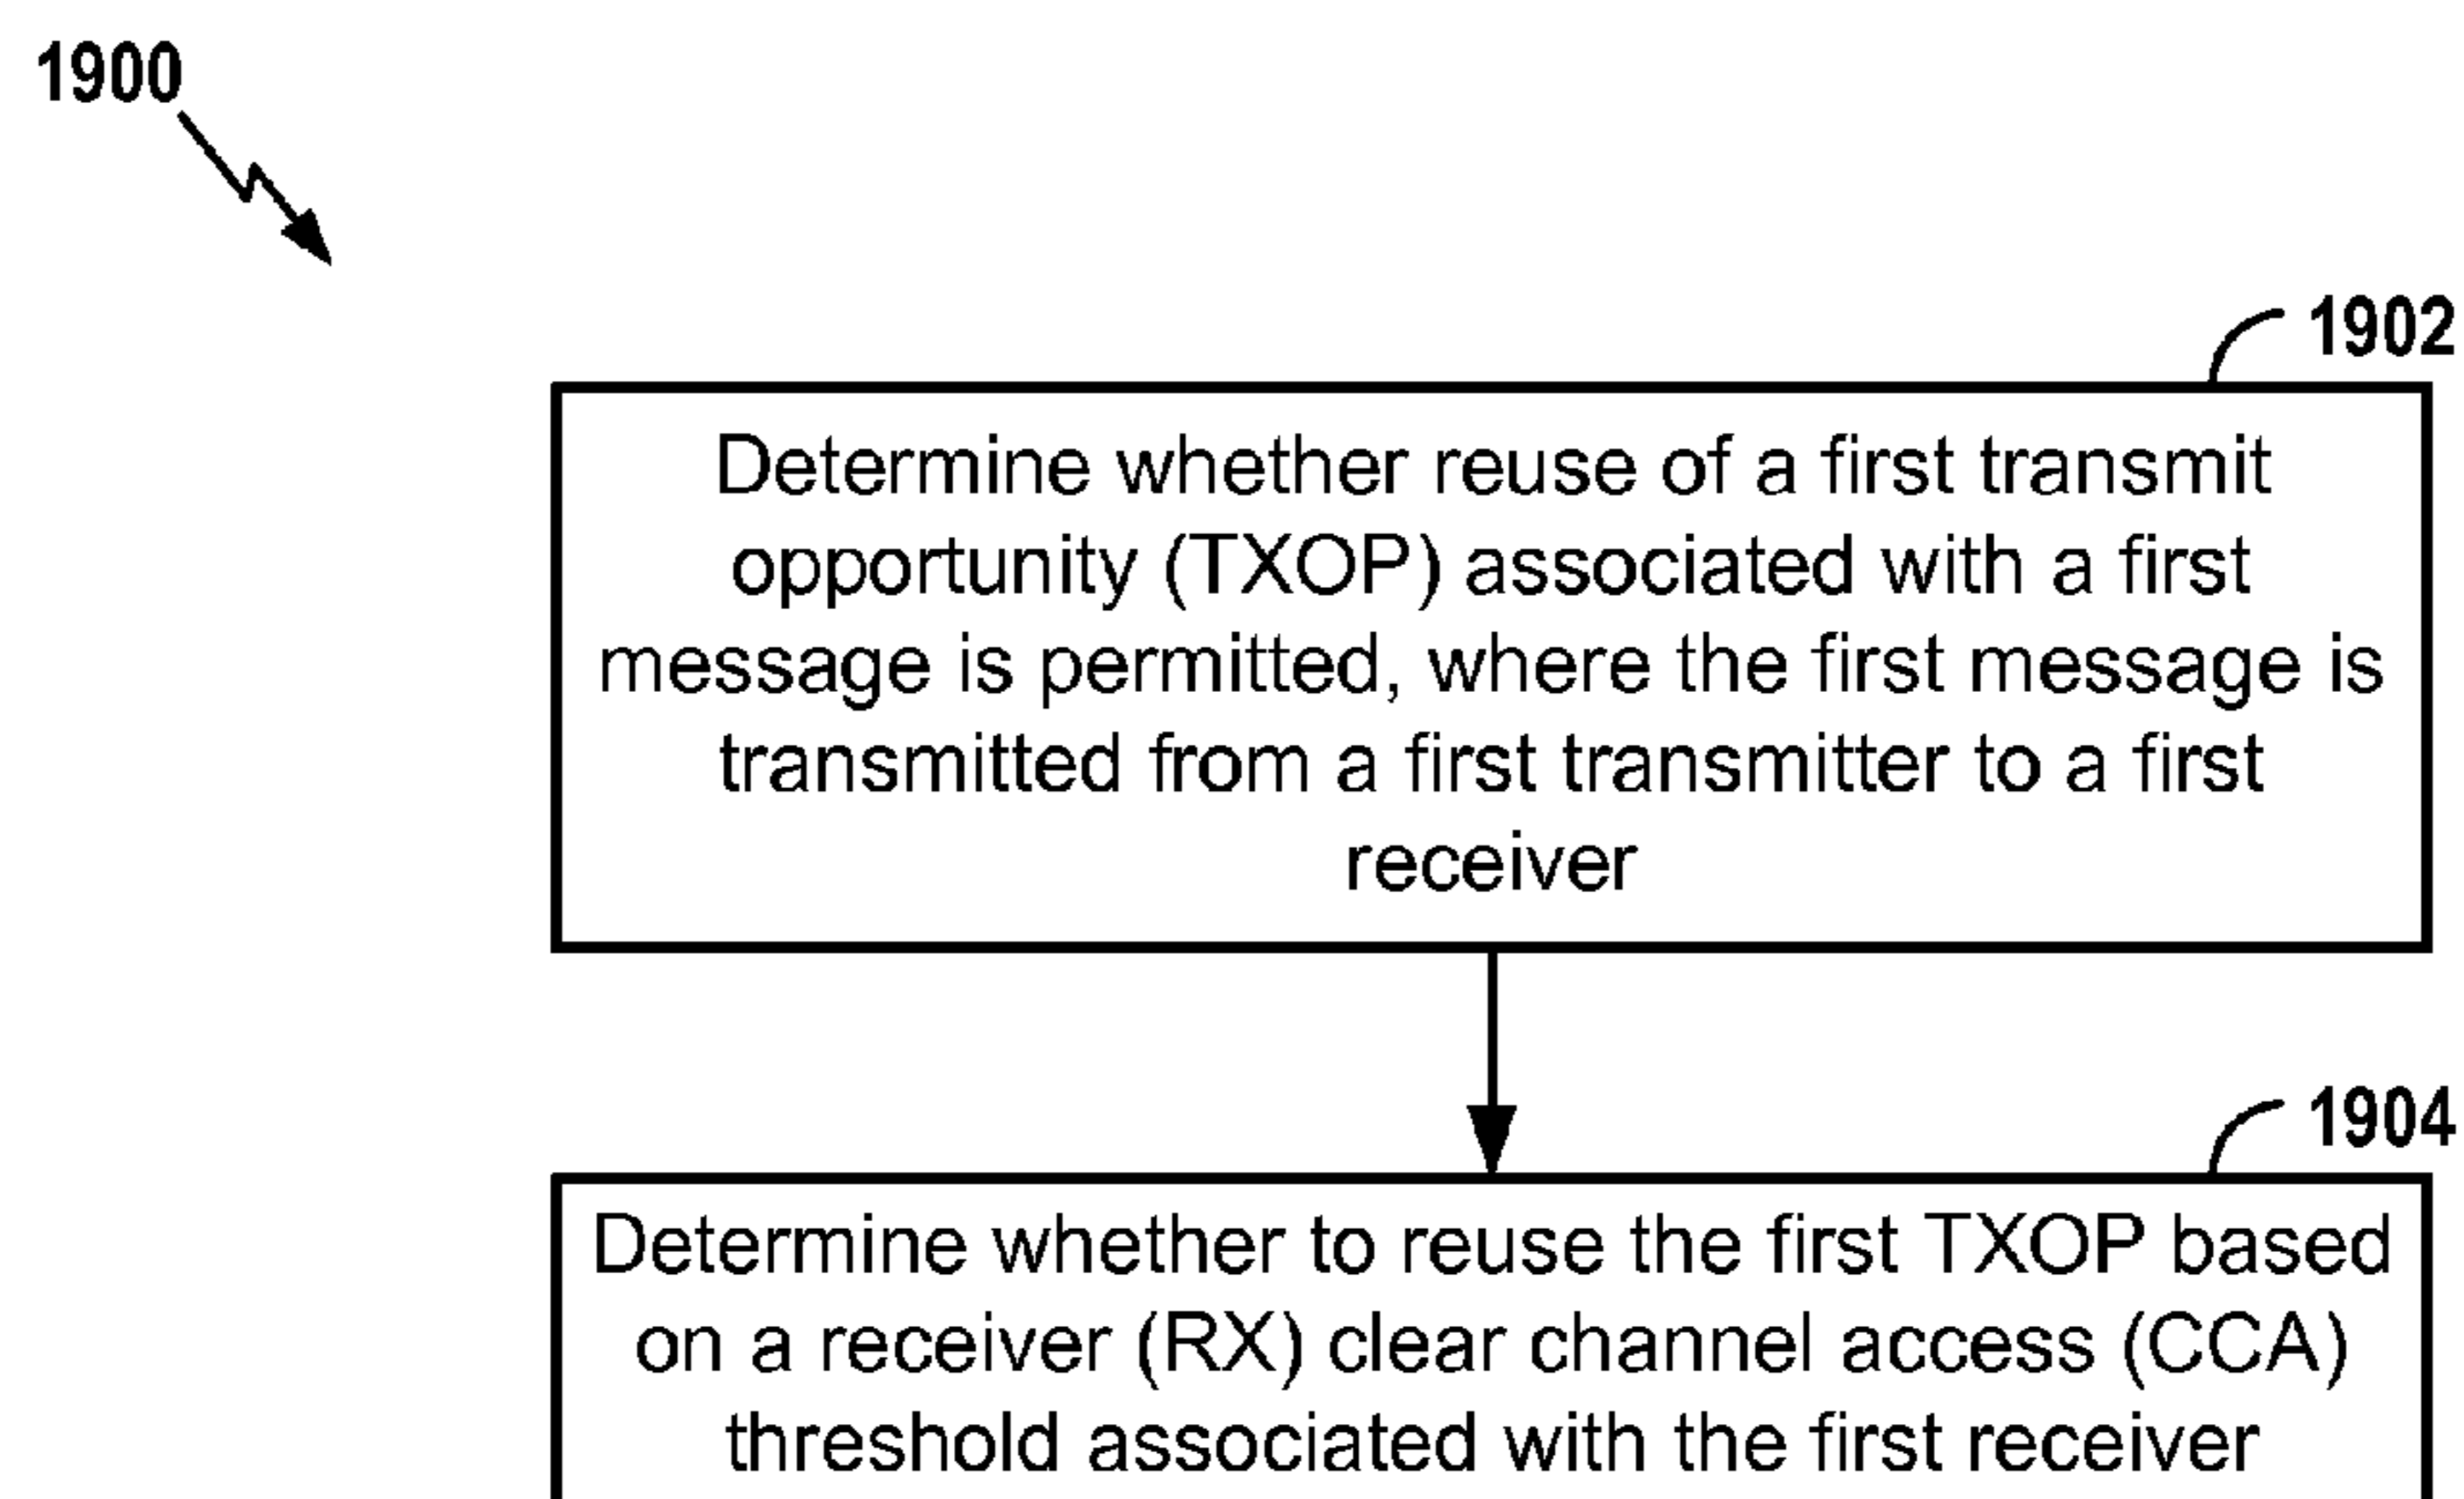 1900
1902
Determine whether reuse of a first transmit
opportunity (TXOP) associated with a first
message is permitted, where the first message is
transmitted from a first transmitter to a first
receiver
1904
Determine whether to reuse the first TXOP based
on a receiver (RX) clear channel access (CCA)
threshold associated with the first receiver